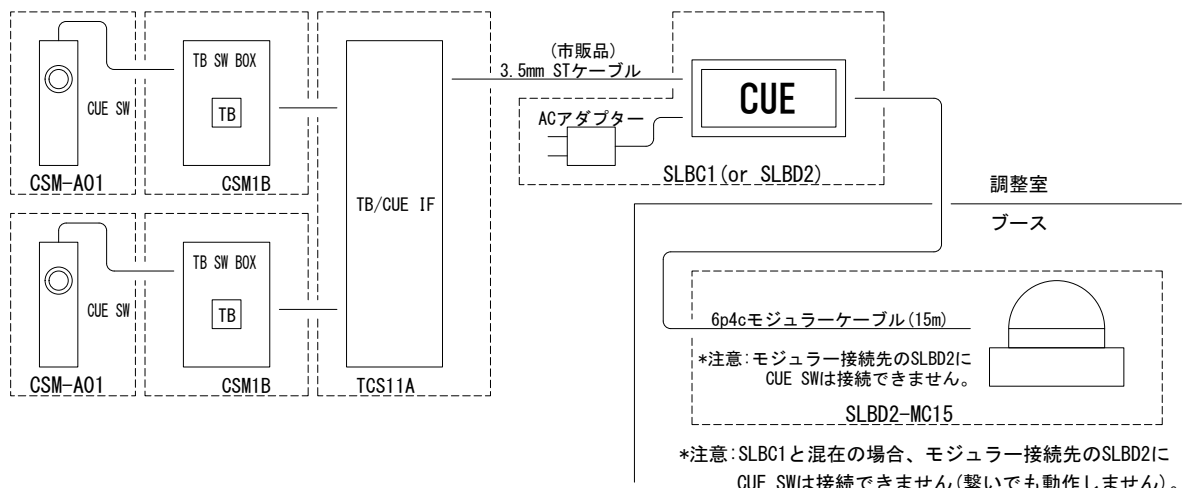 TB SW BOX
CUE SW
TB
CSM-A01
CSM1B
TB SW BOX
CUE SW
TB
CSM-A01
CSM1B
TB/CUE IF
TCS11A
(市販品)
3.5mm STケーブル
ACアダプター
CUE
SLBC1(or SLBD2)
調整室
ブース
6p4cモジュラーケーブル(15m)
*注意:モジュラー接続先のSLBD2に
CUE SWは接続できません。
SLBD2-MC15
*注意:SLBC1と混在の場合、モジュラー接続先のSLBD2に
CUE SWは接続できません(繋いでも動作しません)。